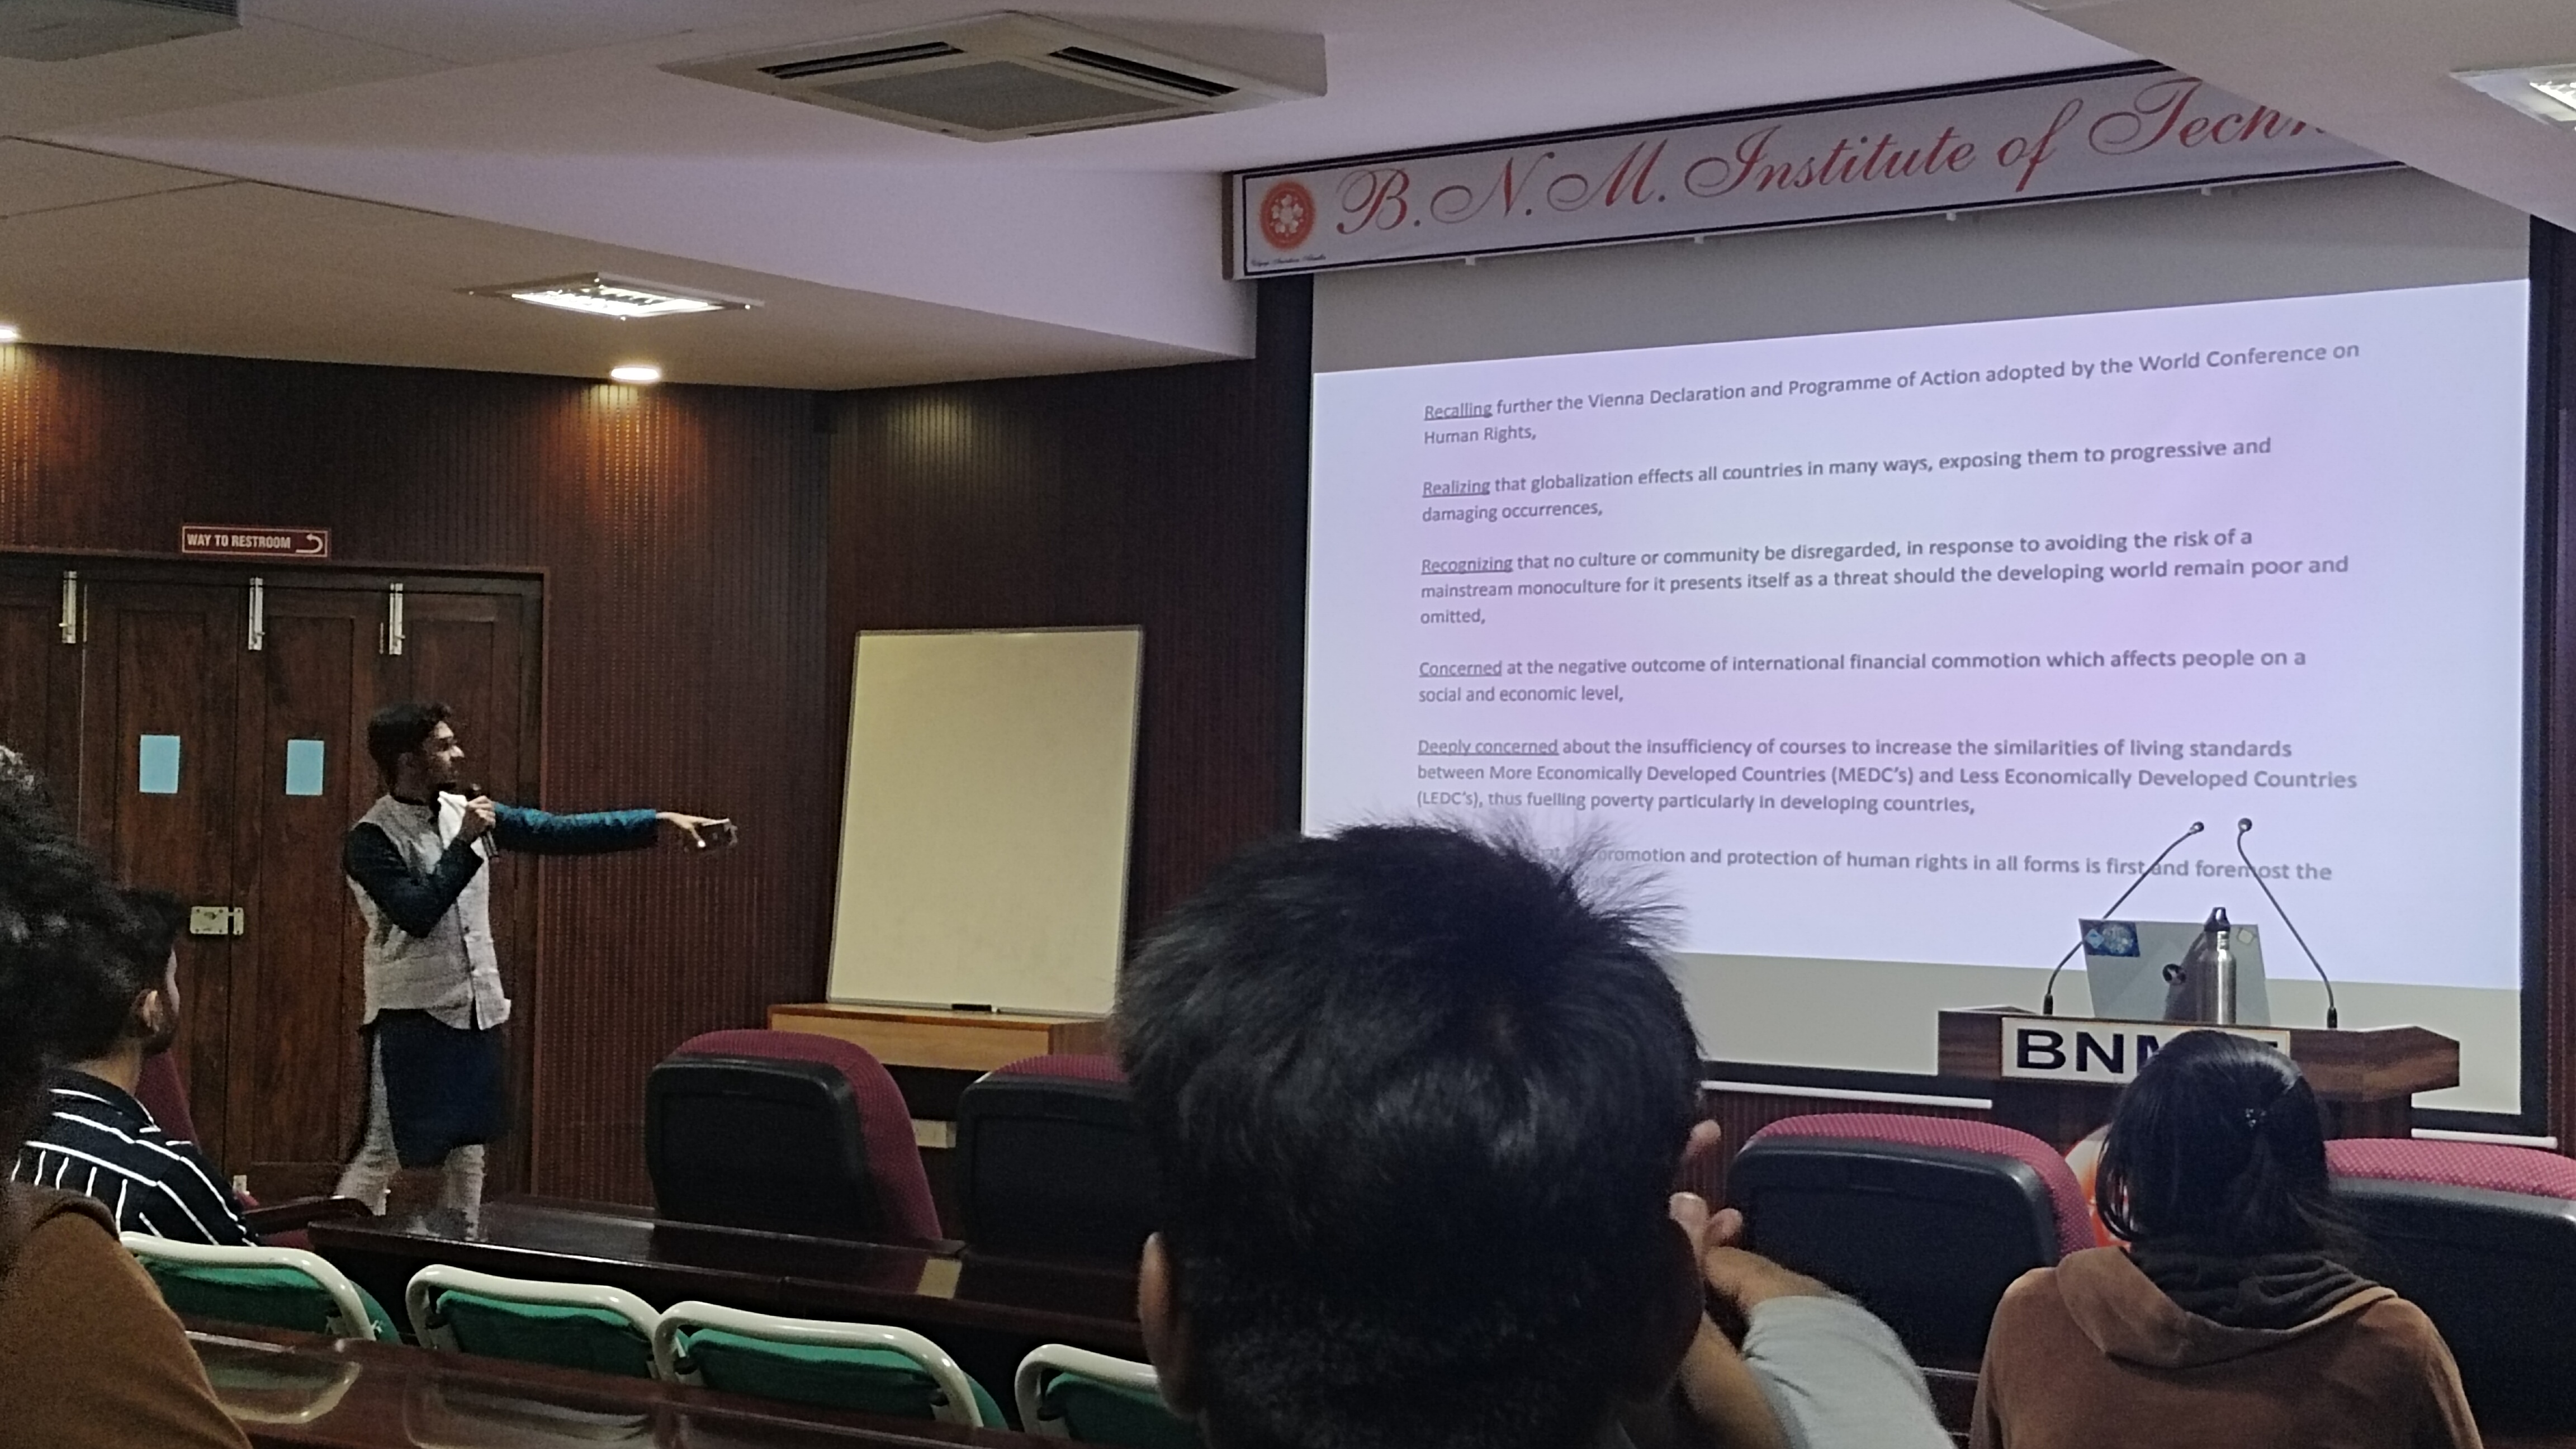 B. N. M. Institute of Techn
Recalling further the Vienna Declaration and Programme of Action adopted by the World Conference on
Human Rights,
Realizing that globalization effects all countries in many ways, exposing them to progressive and
damaging occurrences,
Recognizing that no culture or community be disregarded, in response to avoiding the risk of a
mainstream monoculture for it presents itself as a threat should the developing world remain poor and
omitted,
Concerned at the negative outcome of international financial commotion which affects people on a
social and economic level,
Deeply concerned about the insufficiency of courses to increase the similarities of living standards
between More Economically Developed Countries (MEDC's) and Less Economically Developed Countries
(LEDC's), thus fuelling poverty particularly in developing countries,
promotion and protection of human rights in all forms is first and foremost the
WAY TO RESTROOM
BNM